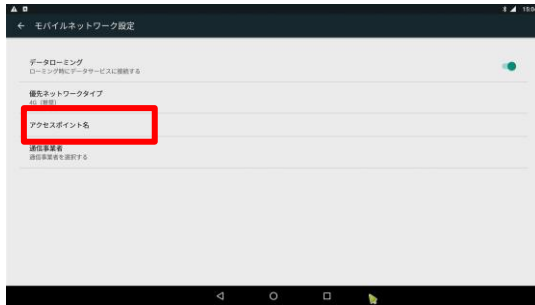 15:0
← モバイルネットワーク設定
データローミング
ローミング時にデータサービスに接続する
優先ネットワークタイプ
4G（推奨）
アクセスポイント名
通信事業者
通信事業者を選択する